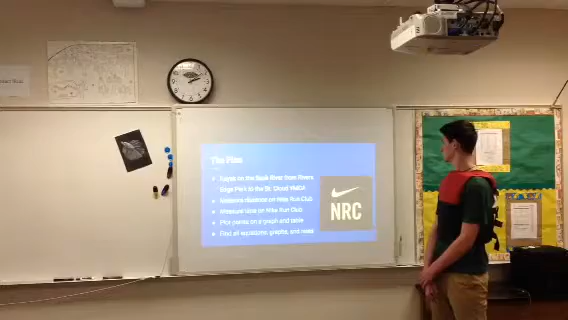 The Plan
Kayak on the Sauk River from Rivers
Edge Park to the St. Cloud
Measure distance on Nike Run Club
Measure time on Nike Run Club
Plot points on a graph and table
Find all equations, graphs, and
NRC